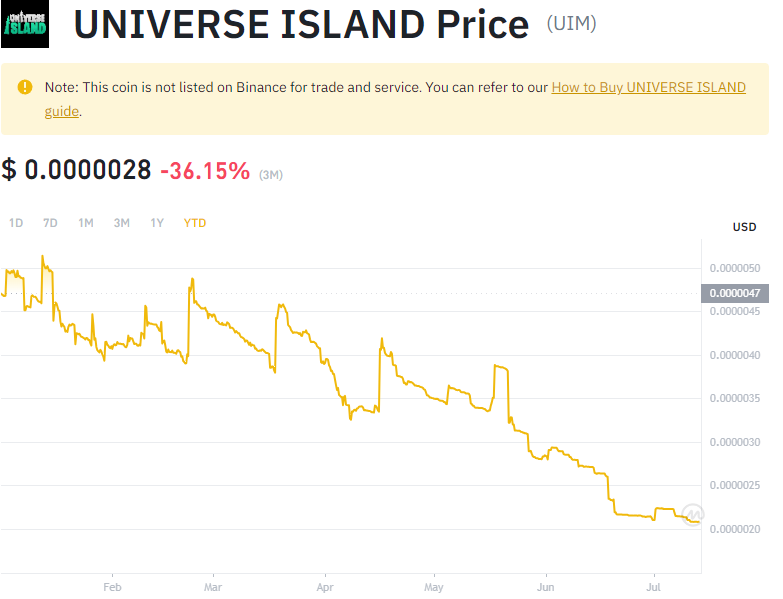 UNIVERSE
ISLAND
UNIVERSE ISLAND Price (UIM)
Note: This coin is not listed on Binance for trade and service. You can refer to our How to Buy UNIVERSE ISLAND
guide.
$ 0.0000028 -36.15% (3M)
1D 7D 1M 3M 1Y YTD
USD
0.0000050
0.0000047
0.0000045
0.0000040
0.0000035
0.0000030
0.0000025
0.0000020
Feb Mar Apr May Jun Jul